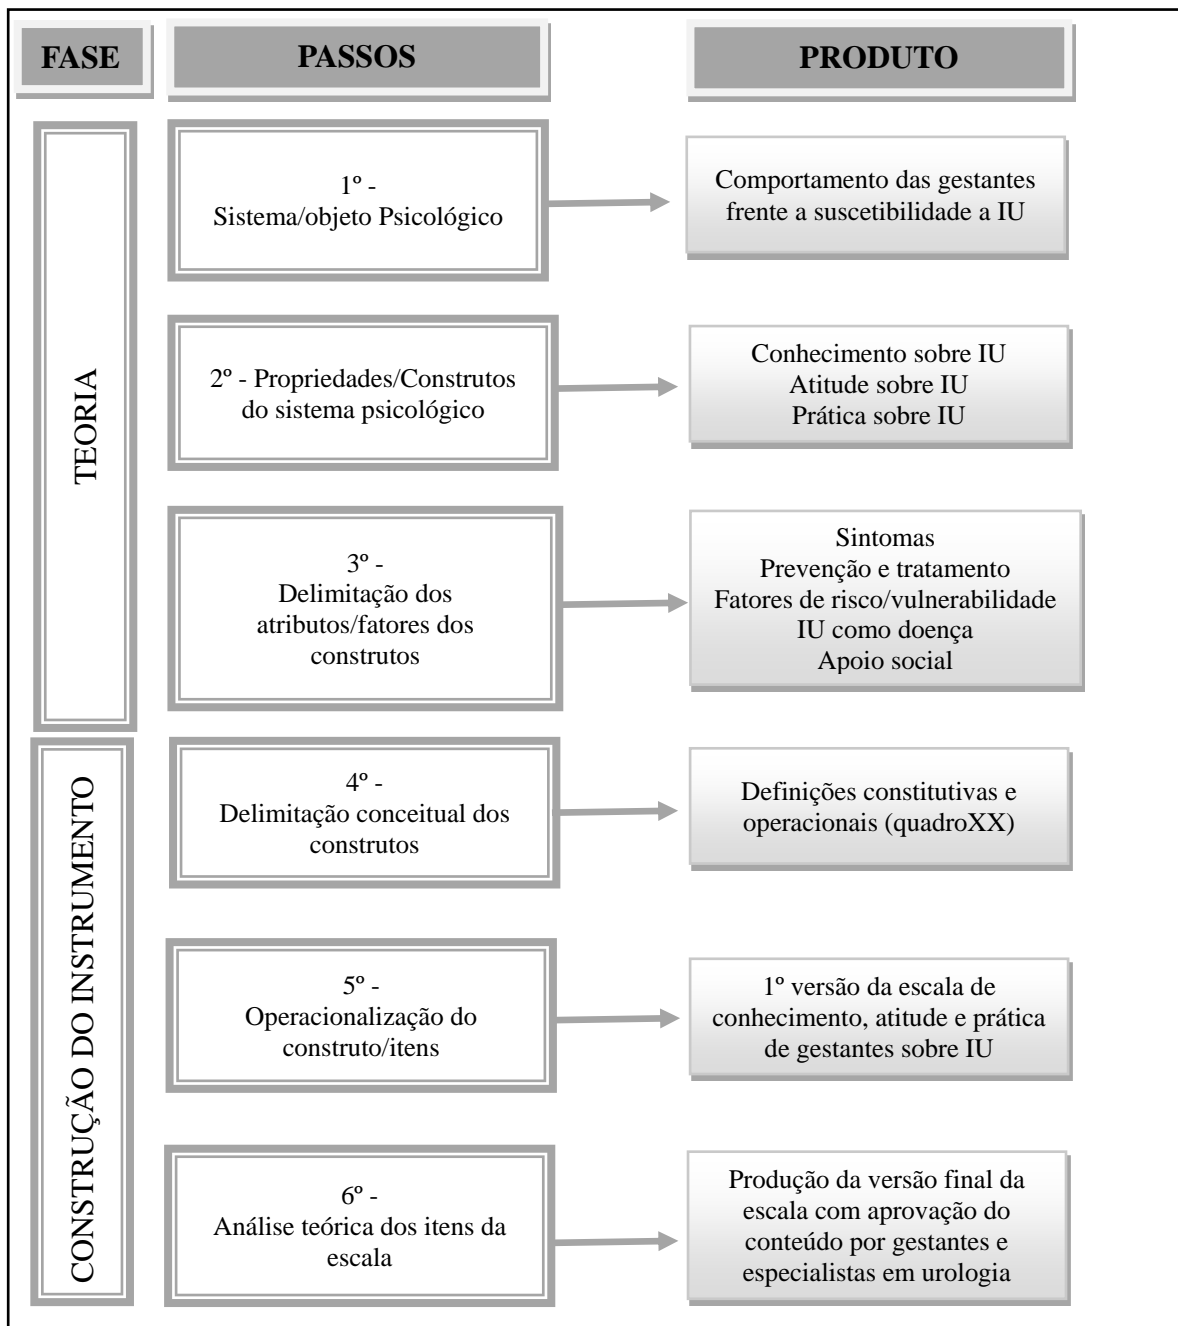 FASE
PASSOS
PRODUTO
TEORIA
1º -
Sistema/objeto Psicológico
Comportamento das gestantes
frente a suscetibilidade a IU
2º - Propriedades/Construtos
do sistema psicológico
Conhecimento sobre IU
Atitude sobre IU
Prática sobre IU
3º -
Delimitação dos
atributos/fatores dos
construtos
Sintomas
Prevenção e tratamento
Fatores de risco/vulnerabilidade
IU como doença
Apoio social
CONSTRUÇÃO DO INSTRUMENTO
4º -
Delimitação conceitual dos
construtos
Definições constitutivas e
operacionais (quadroXX)
5º -
Operacionalização do
construto/itens
1º versão da escala de
conhecimento, atitude e prática
de gestantes sobre IU
6º -
Análise teórica dos itens da
escala
Produção da versão final da
escala com aprovação do
conteúdo por gestantes e
especialistas em urologia